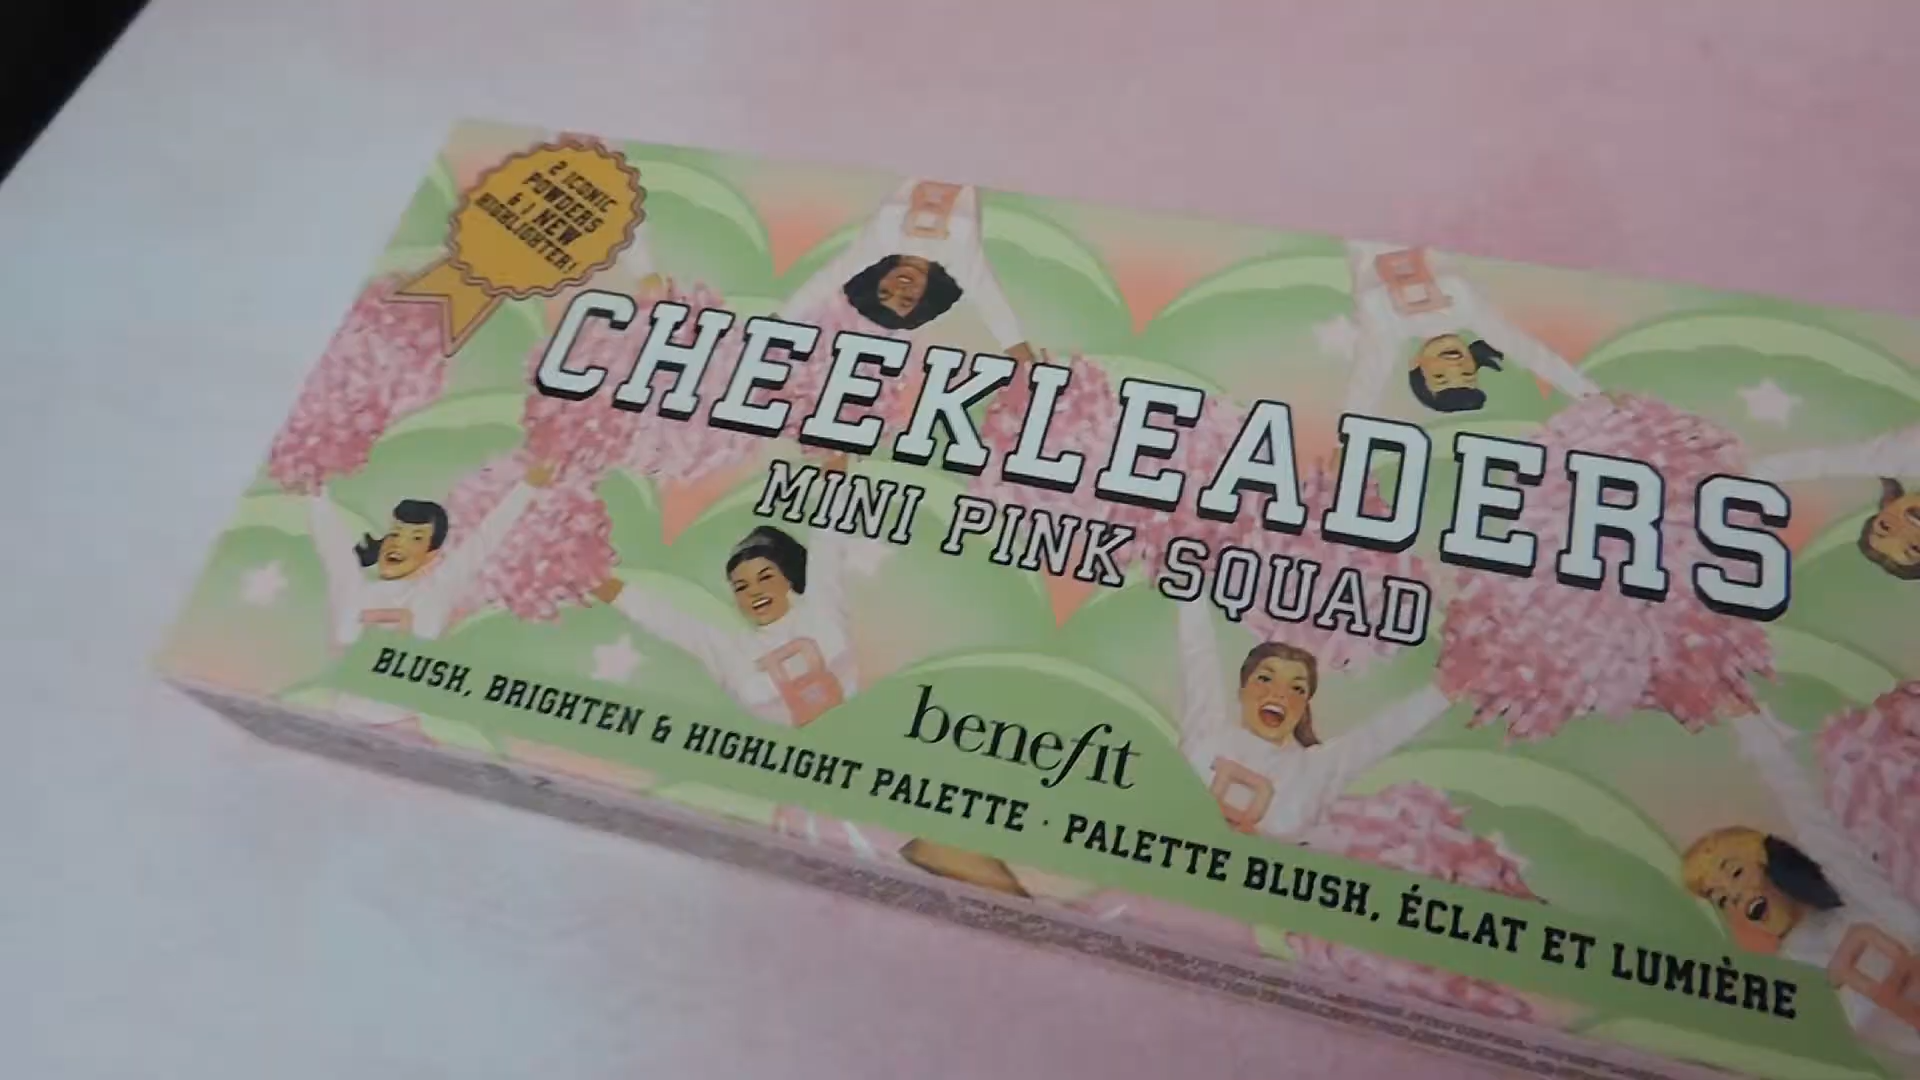 2 ICONIC
POWDERS
& 1 NEW
HIGHLIGHTER!
CHEEKLEADERS
MINI PINK SQUAD
benefit
BLUSH, BRIGHTEN & HIGHLIGHT PALETTE · PALETTE BLUSH, ÉCLAT ET LUMIÈRE
B
B
B
B
B
B